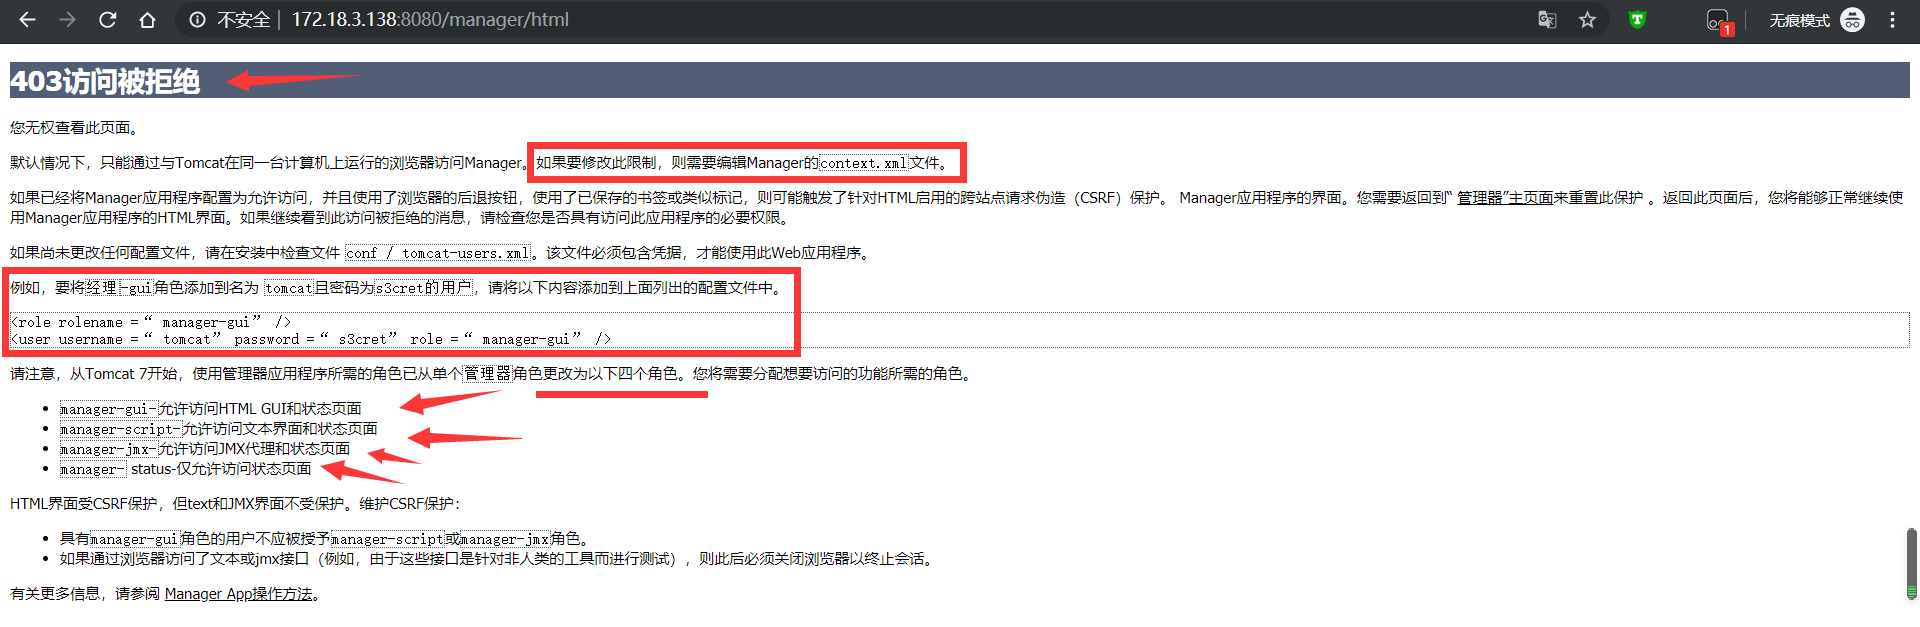 不安全 | 172.18.3.138:8080/manager/html
1
无痕模式
403访问被拒绝
您无权查看此页面。
默认情况下，只能通过与Tomcat在同一台计算机上运行的浏览器访问Manager。如果要修改此限制，则需要编辑Manager的context.xml文件。
如果已经将Manager应用程序配置为允许访问，并且使用了浏览器的后退按钮，使用了已保存的书签或类似标记，则可能触发了针对HTML启用的跨站点请求伪造（CSRF）保护。 Manager应用程序的界面。您需要返回到“ 管理器”主页面来重置此保护 。返回此页面后，您将能够正常继续使
用Manager应用程序的HTML界面。如果继续看到此访问被拒绝的消息，请检查您是否具有访问此应用程序的必要权限。
如果尚未更改任何配置文件，请在安装中检查文件 conf / tomcat-users.xml。该文件必须包含凭据，才能使用此Web应用程序。
例如，要将经理-gui角色添加到名为 tomcat且密码为s3cret的用户，请将以下内容添加到上面列出的配置文件中。
<role rolename =“ manager-gui” />
<user username =“ tomcat” password =“ s3cret” role =“ manager-gui” />
请注意，从Tomcat 7开始，使用管理器应用程序所需的角色已从单个管理器角色更改为以下四个角色。您将需要分配想要访问的功能所需的角色。
• manager-gui-允许访问HTML GUI和状态页面
• manager-script-允许访问文本界面和状态页面
• manager-jmx-允许访问JMX代理和状态页面
• manager- status-仅允许访问状态页面
HTML界面受CSRF保护，但text和JMX界面不受保护。维护CSRF保护：
• 具有manager-gui角色的用户不应被授予manager-script或manager-jmx角色。
• 如果通过浏览器访问了文本或jmx接口（例如，由于这些接口是针对非人类的工具而进行测试），则此后必须关闭浏览器以终止会话。
有关更多信息，请参阅 Manager App操作方法。